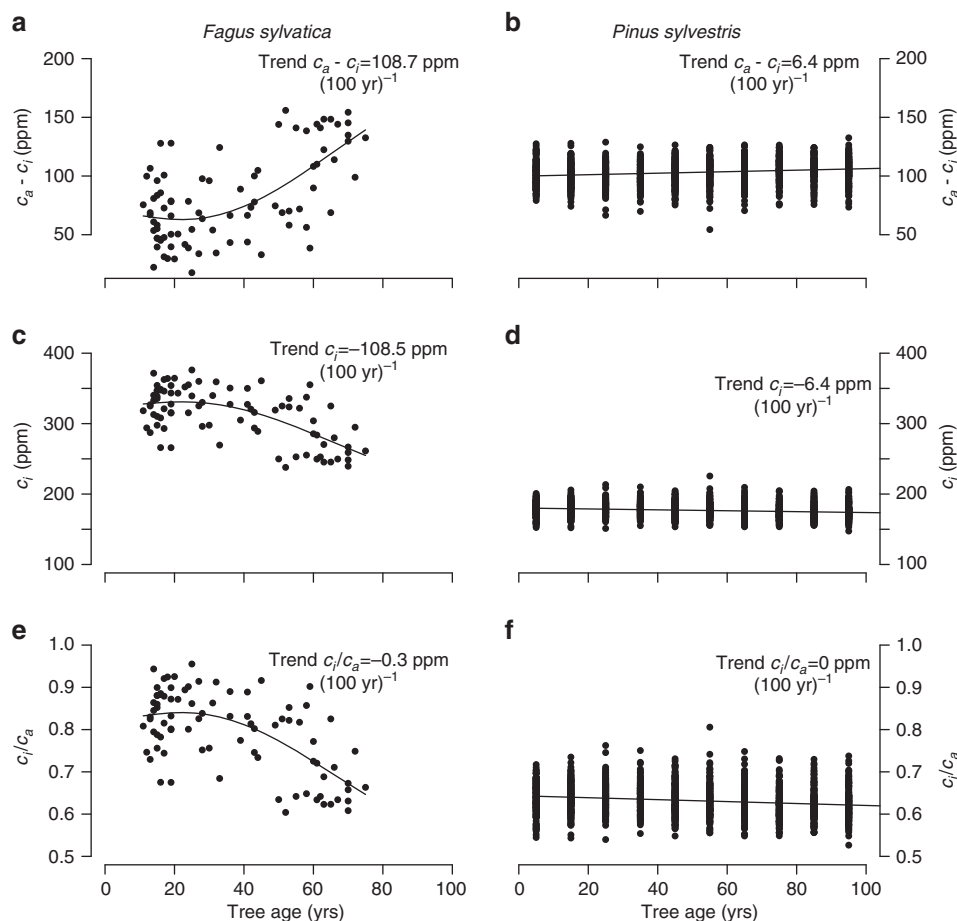 a
Fagus sylvatica
Trend ca - ci=108.7 ppm
(100 yr)–1
200
150
100
50
ca - ci (ppm)
b
Pinus sylvestris
Trend ca - ci=6.4 ppm
(100 yr)–1
200
150
100
50
ca - ci (ppm)
c
Trend ci=–108.5 ppm
(100 yr)–1
400
300
200
100
ci (ppm)
d
Trend ci=–6.4 ppm
(100 yr)–1
400
300
200
100
ci (ppm)
e
Trend ci/ca=–0.3 ppm
(100 yr)–1
1.0
0.9
0.8
0.7
0.6
0.5
ci/ca
0 20 40 60 80 100
Tree age (yrs)
f
Trend ci/ca=0 ppm
(100 yr)–1
1.0
0.9
0.8
0.7
0.6
0.5
ci/ca
0 20 40 60 80 100
Tree age (yrs)